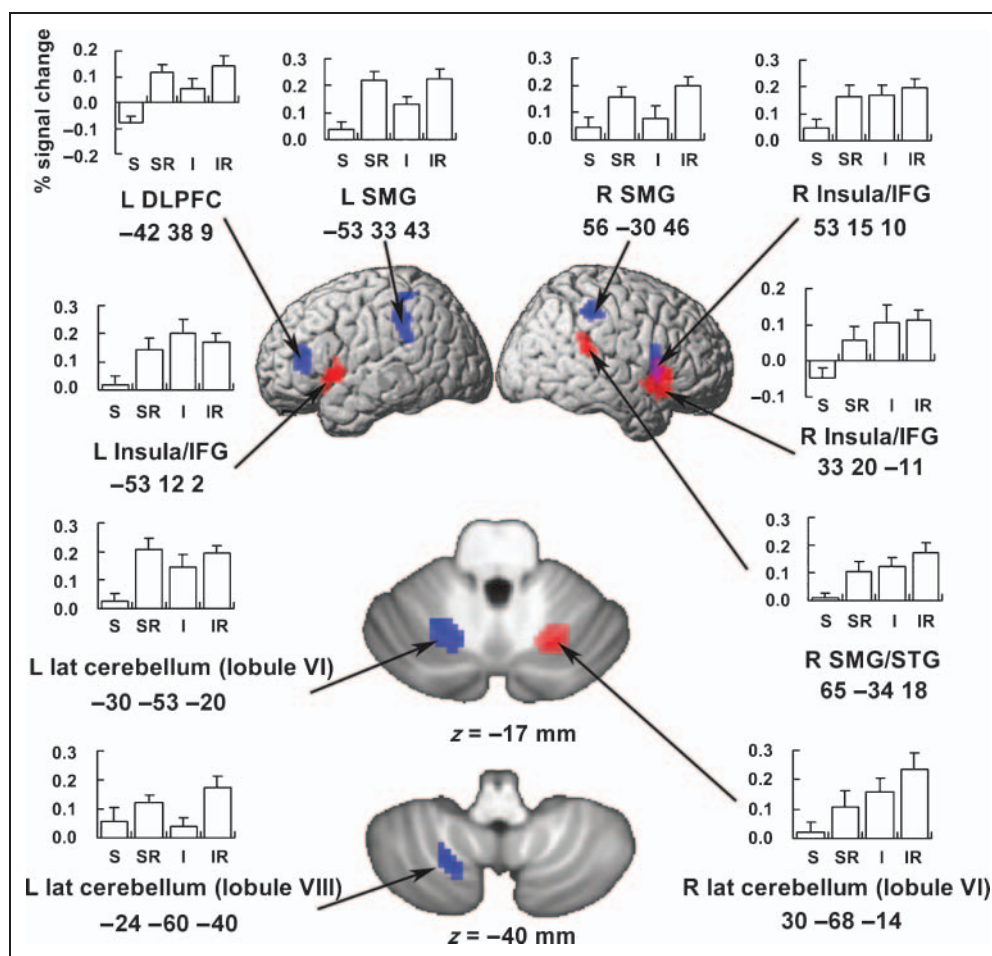 % signal change
0.2
0.1
0.0
–0.1
–0.2
S SR I IR
L DLPFC
–42 38 9
0.3
0.2
0.1
0.0
S SR I IR
L SMG
–53 33 43
0.3
0.2
0.1
0.0
S SR I IR
R SMG
56 –30 46
0.3
0.2
0.1
0.0
S SR I IR
R Insula/IFG
53 15 10
0.3
0.2
0.1
0.0
S SR I IR
L Insula/IFG
–53 12 2
0.2
0.1
0.0
–0.1
S SR I IR
R Insula/IFG
33 20 –11
0.3
0.2
0.1
0.0
S SR I IR
L lat cerebellum (lobule VI)
–30 –53 –20
z = –17 mm
0.3
0.2
0.1
0.0
S SR I IR
R SMG/STG
65 –34 18
0.3
0.2
0.1
0.0
S SR I IR
L lat cerebellum (lobule VIII)
–24 –60 –40
z = –40 mm
0.3
0.2
0.1
0.0
S SR I IR
R lat cerebellum (lobule VI)
30 –68 –14